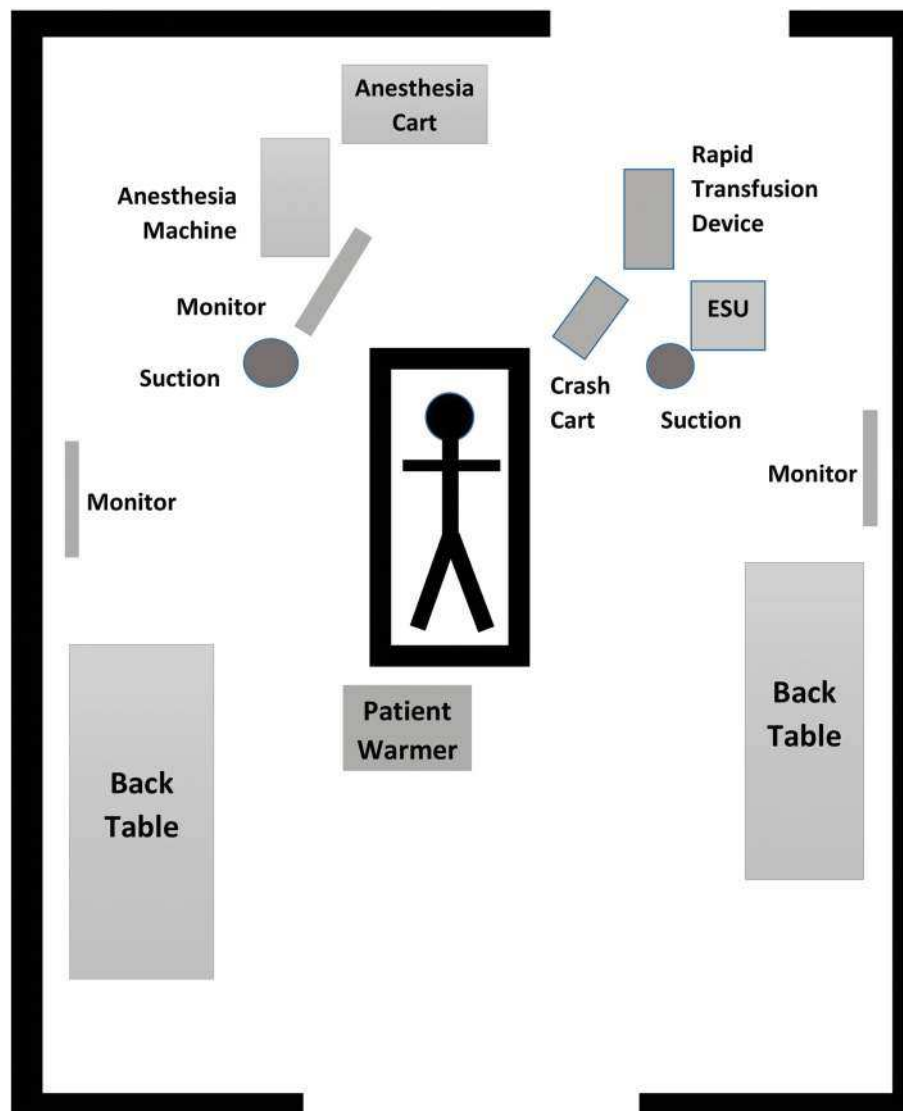 Anesthesia
Cart
Rapid
Transfusion
Device
Anesthesia
Machine
Monitor
ESU
Suction
Crash
Cart
Suction
Monitor
Monitor
Patient
Warmer
Back
Table
Back
Table